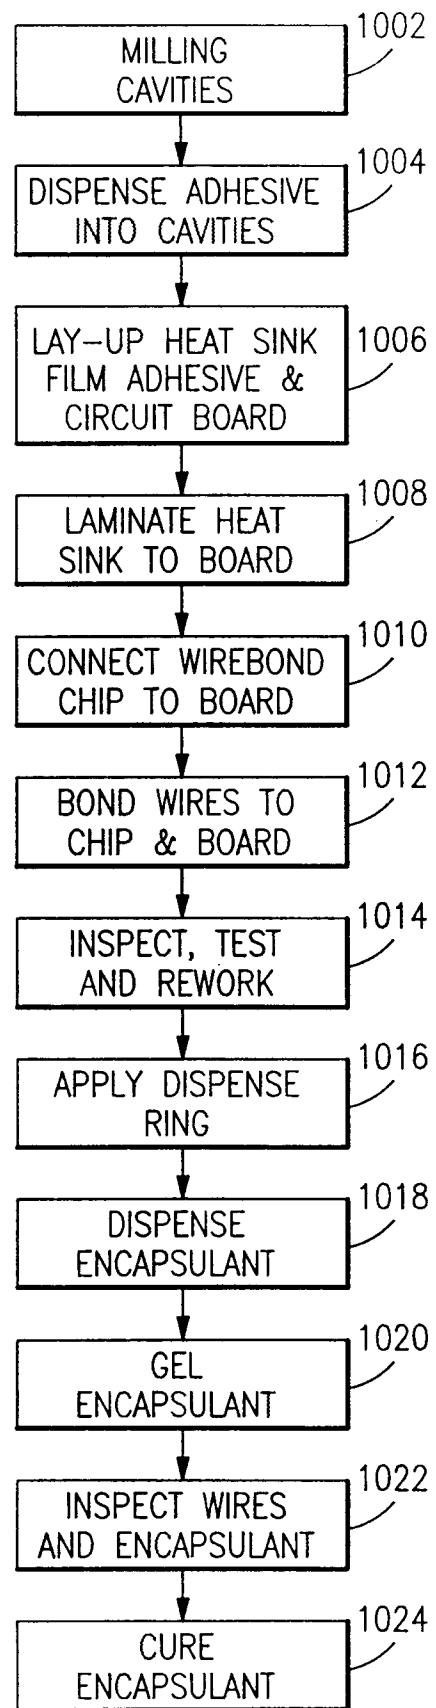 1002
MILLING
CAVITIES
1004
DISPENSE ADHESIVE
INTO CAVITIES
1006
LAY-UP HEAT SINK
FILM ADHESIVE &
CIRCUIT BOARD
1008
LAMINATE HEAT
SINK TO BOARD
1010
CONNECT WIREBOND
CHIP TO BOARD
1012
BOND WIRES TO
CHIP & BOARD
1014
INSPECT, TEST
AND REWORK
1016
APPLY DISPENSE
RING
1018
DISPENSE
ENCAPSULANT
1020
GEL
ENCAPSULANT
1022
INSPECT WIRES
AND ENCAPSULANT
1024
CURE
ENCAPSULANT